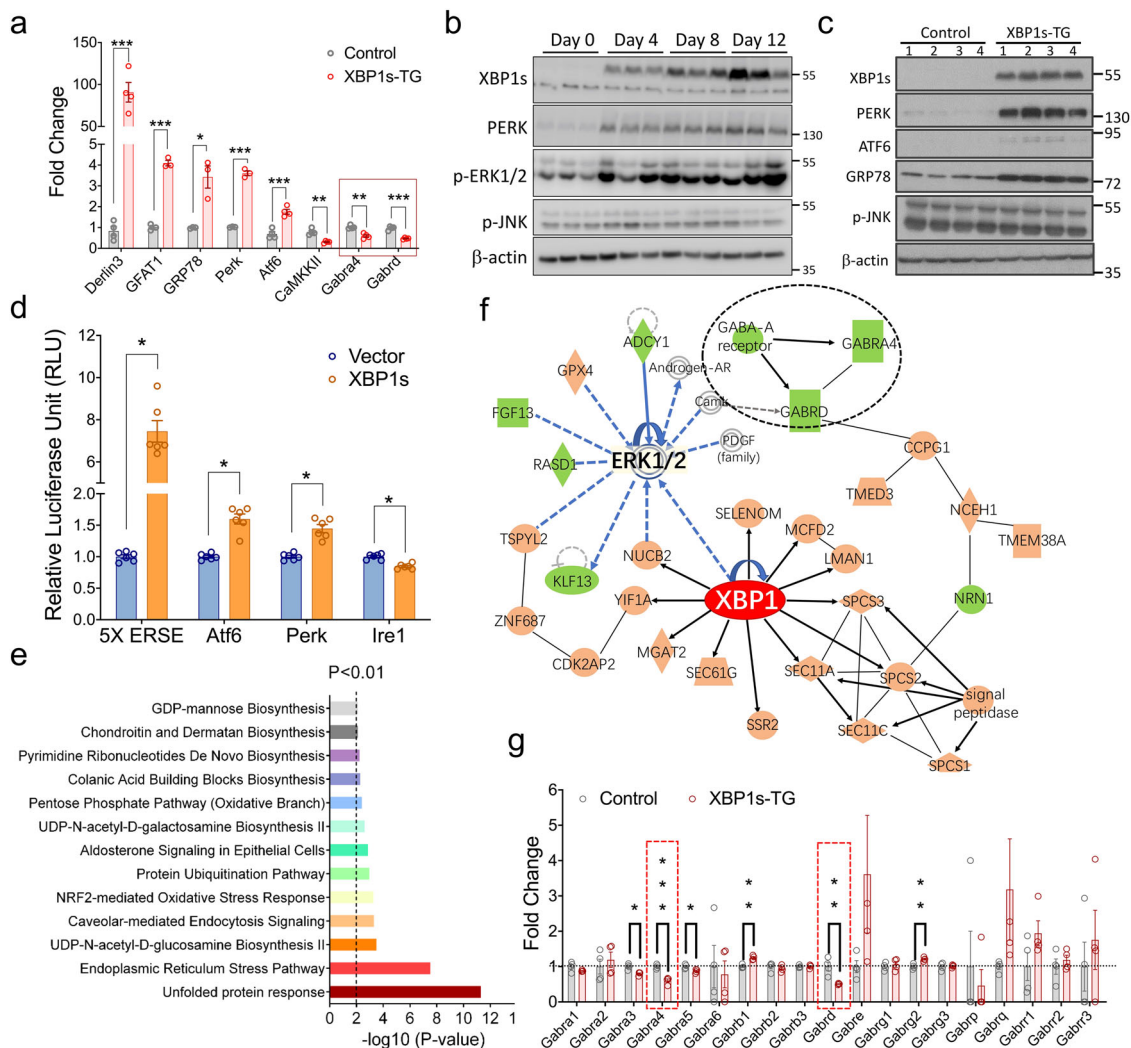 a
Control
XBP1s-TG
Fold Change
150
100
50
6
4
3
2
1
0
***
***
*
***
***
**
**
***
Derlin3
GFAT1
GRP78
Perk
Atf6
CaMKKII
Gabra4
Gabrd
b
Day 0 Day 4 Day 8 Day 12
XBP1s
55
PERK
130
p-ERK1/2
55
p-JNK
55
β-actin
35
c
Control XBP1s-TG
1 2 3 4 1 2 3 4
XBP1s
55
PERK
130
ATF6
95
GRP78
72
p-JNK
55
β-actin
35
d
Relative Luciferase Unit (RLU)
12
10
8
6
2.0
1.5
1.0
0.5
0.0
*
*
*
*
Vector
XBP1s
5X ERSE
Atf6
Perk
Ire1
e
P<0.01
GDP-mannose Biosynthesis
Chondroitin and Dermatan Biosynthesis
Pyrimidine Ribonucleotides De Novo Biosynthesis
Colanic Acid Building Blocks Biosynthesis
Pentose Phosphate Pathway (Oxidative Branch)
UDP-N-acetyl-D-galactosamine Biosynthesis II
Aldosterone Signaling in Epithelial Cells
Protein Ubiquitination Pathway
NRF2-mediated Oxidative Stress Response
Caveolar-mediated Endocytosis Signaling
UDP-N-acetyl-D-glucosamine Biosynthesis II
Endoplasmic Reticulum Stress Pathway
Unfolded protein response
0 2 4 6 8 10 12 1
-log10 (P-value)
f
ADCY1
GPX4
Androgen-AR
FGF13
PDGF
(family)
RASD1
ERK1/2
GABA-A
receptor
GABRA4
GABRD
CCPG1
TMED3
NCEH1
TMEM38A
NRN1
TSPYL2
KLF13
NUCB2
SELENOM
MCFD2
LMAN1
XBP1
YIF1A
ZNF687
CDK2AP2
MGAT2
SEC61G
SSR2
SPCS3
SEC11A
SPCS2
signal
peptidase
SEC11C
SPCS1
g
Control
XBP1s-TG
Fold Change
6
4
2
1
0
*
***
*
**
**
**
Gabra1
Gabra2
Gabra3
Gabra4
Gabra5
Gabra6
Gabrb1
Gabrb2
Gabrb3
Gabrd
Gabre
Gabrg1
Gabrg2
Gabrg3
Gabrp
Gabrq
Gabrr1
Gabrr2
Gabrr3